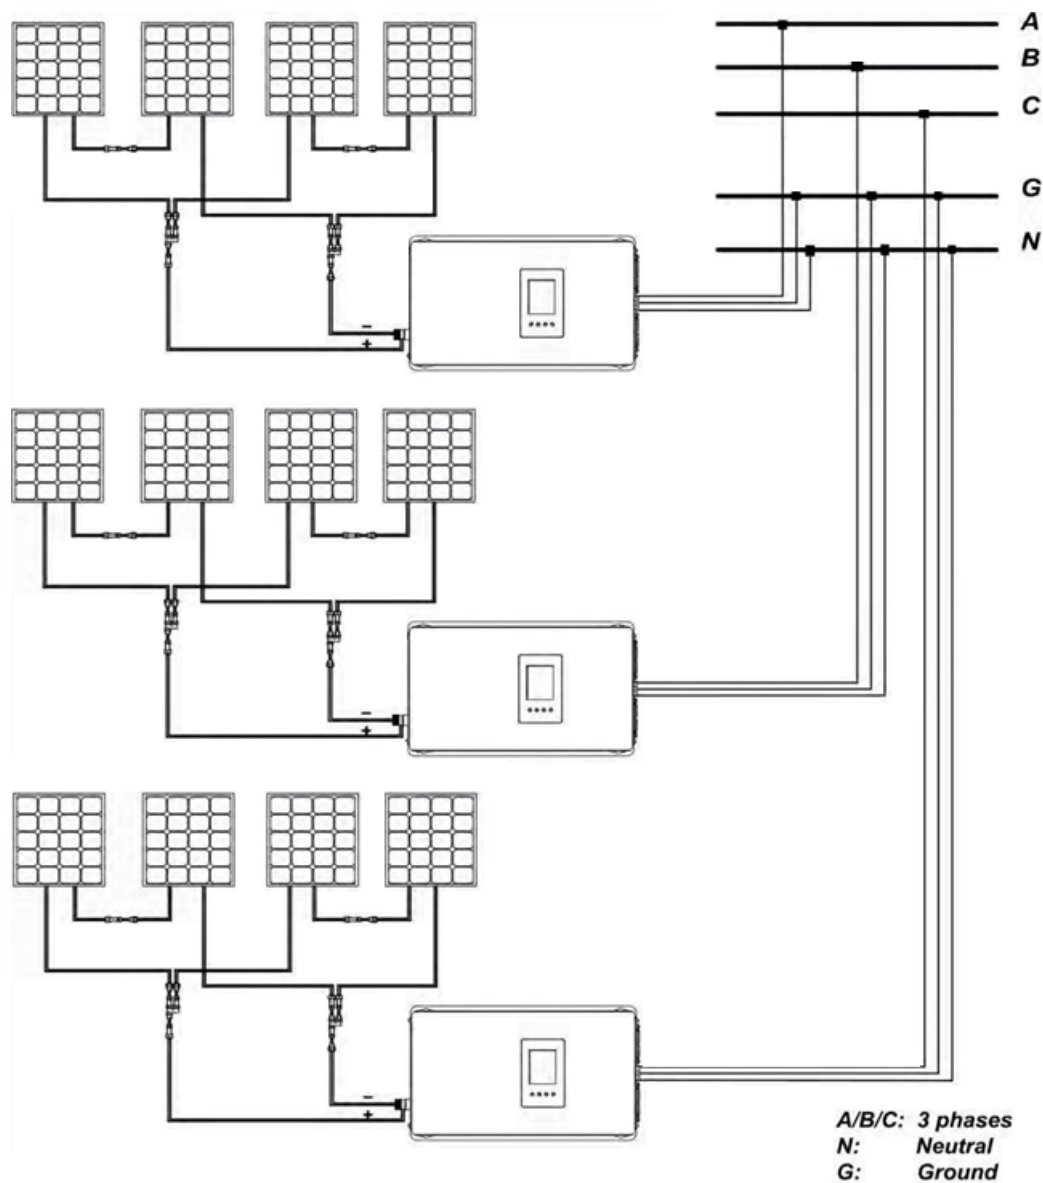 A
B
C
G
N
–
+
–
+
–
+
A/B/C: 3 phases
N: Neutral
G: Ground